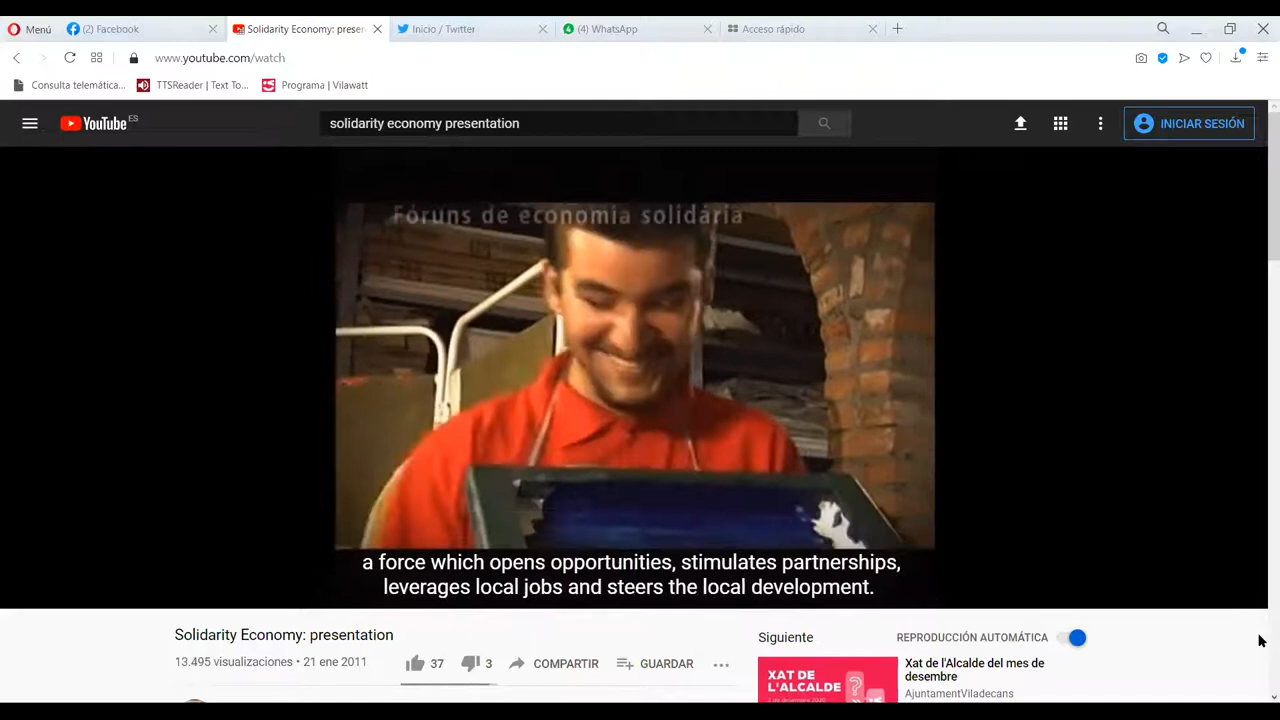 Menú
(2) Facebook
Solidarity Economy: preser
Inicio / Twitter
(4) WhatsApp
Acceso rápido
www.youtube.com/watch
Consulta telemática...
TTSReader | Text To...
Programa | Vilawatt
YouTube ES
solidarity economy presentation
INICIAR SESIÓN
Fóruns de economia solidária
a force which opens opportunities, stimulates partnerships,
leverages local jobs and steers the local development.
Solidarity Economy: presentation
13.495 visualizaciones • 21 ene 2011
37
3
COMPARTIR
GUARDAR
Siguiente
REPRODUCCIÓN AUTOMÁTICA
XAT DE
L'ALCALDE
Xat de l'Alcalde del mes de
desembre
AjuntamentViladecans